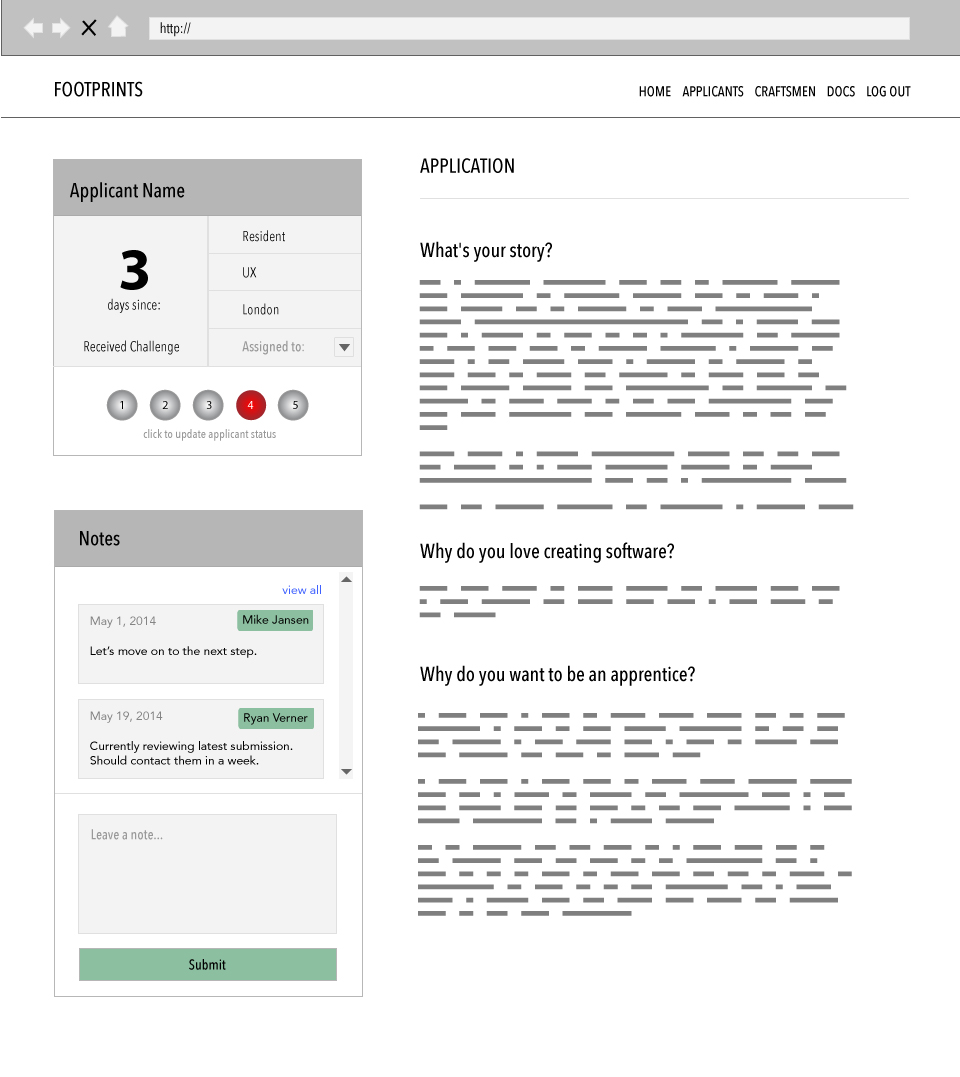 http://
FOOTPRINTS
HOME APPLICANTS CRAFTSMEN DOCS LOG OUT
Applicant Name
3
days since:
Received Challenge
Resident
UX
London
Assigned to:
1 2 3 4 5
click to update applicant status
Notes
view all
May 1, 2014 Mike Jansen
Let's move on to the next step.
May 19, 2014 Ryan Verner
Currently reviewing latest submission.
Should contact them in a week.
Leave a note...
Submit
APPLICATION
What's your story?
Why do you love creating software?
Why do you want to be an apprentice?